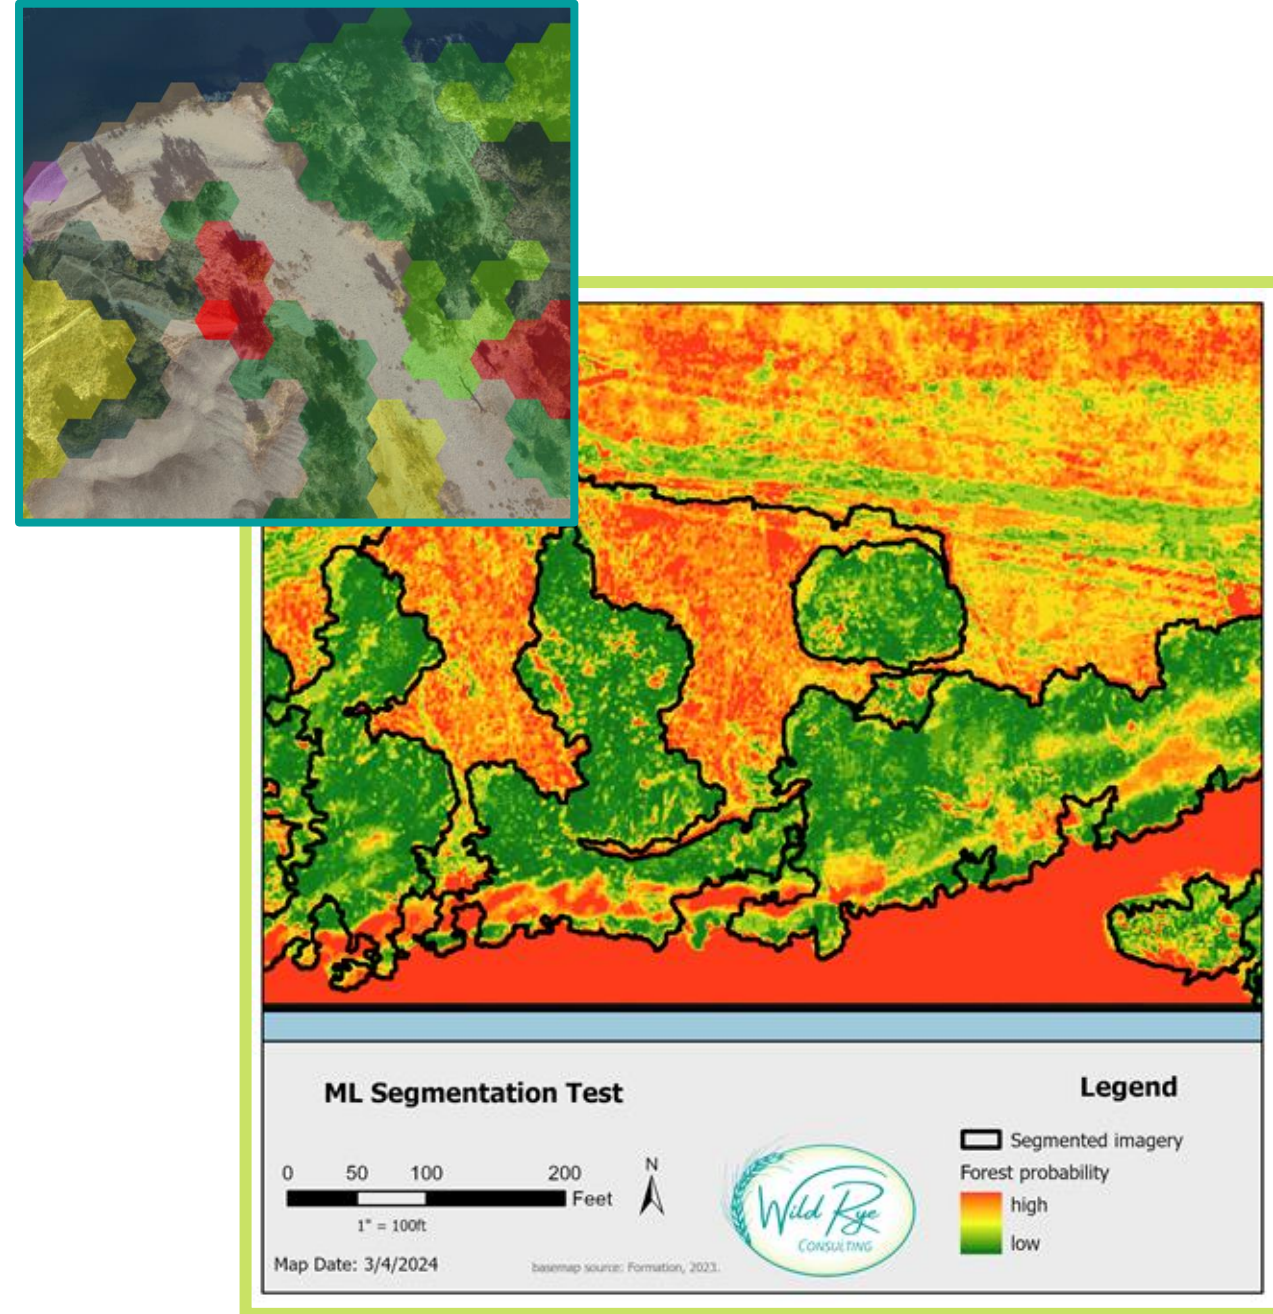 ML Segmentation Test
0 50 100 200
Feet
1" = 100ft
Map Date: 3/4/2024
N
basemap source: Formation, 2023.
Wild Rye
CONSULTING
Legend
Segmented imagery
Forest probability
high
low